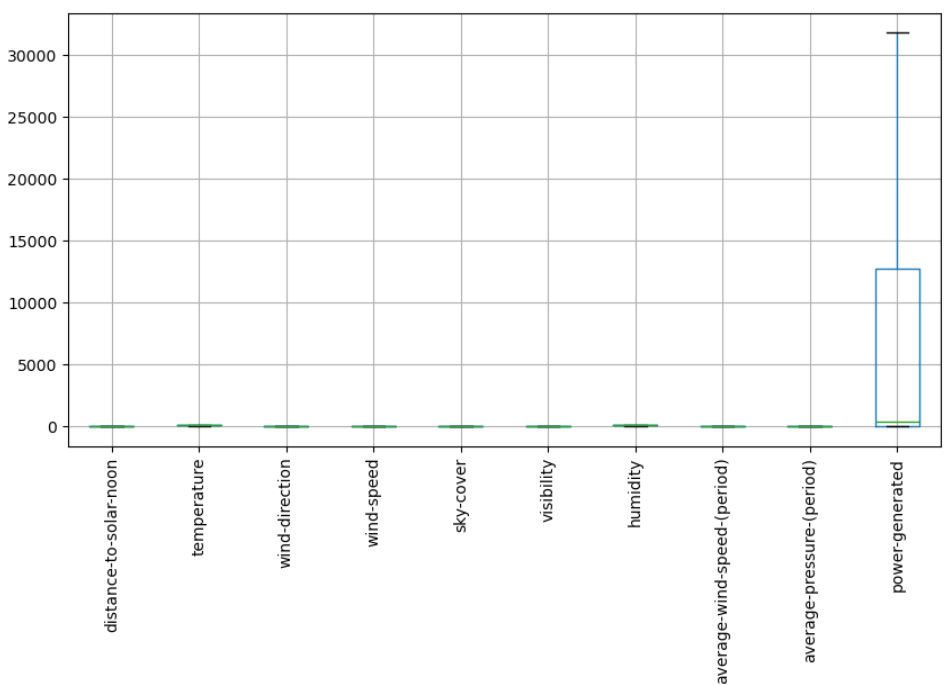 30000
25000
20000
15000
10000
5000
0
distance-to-solar-noon
temperature
wind-direction
wind-speed
sky-cover
visibility
humidity
average-wind-speed-(period)
average-pressure-(period)
power-generated